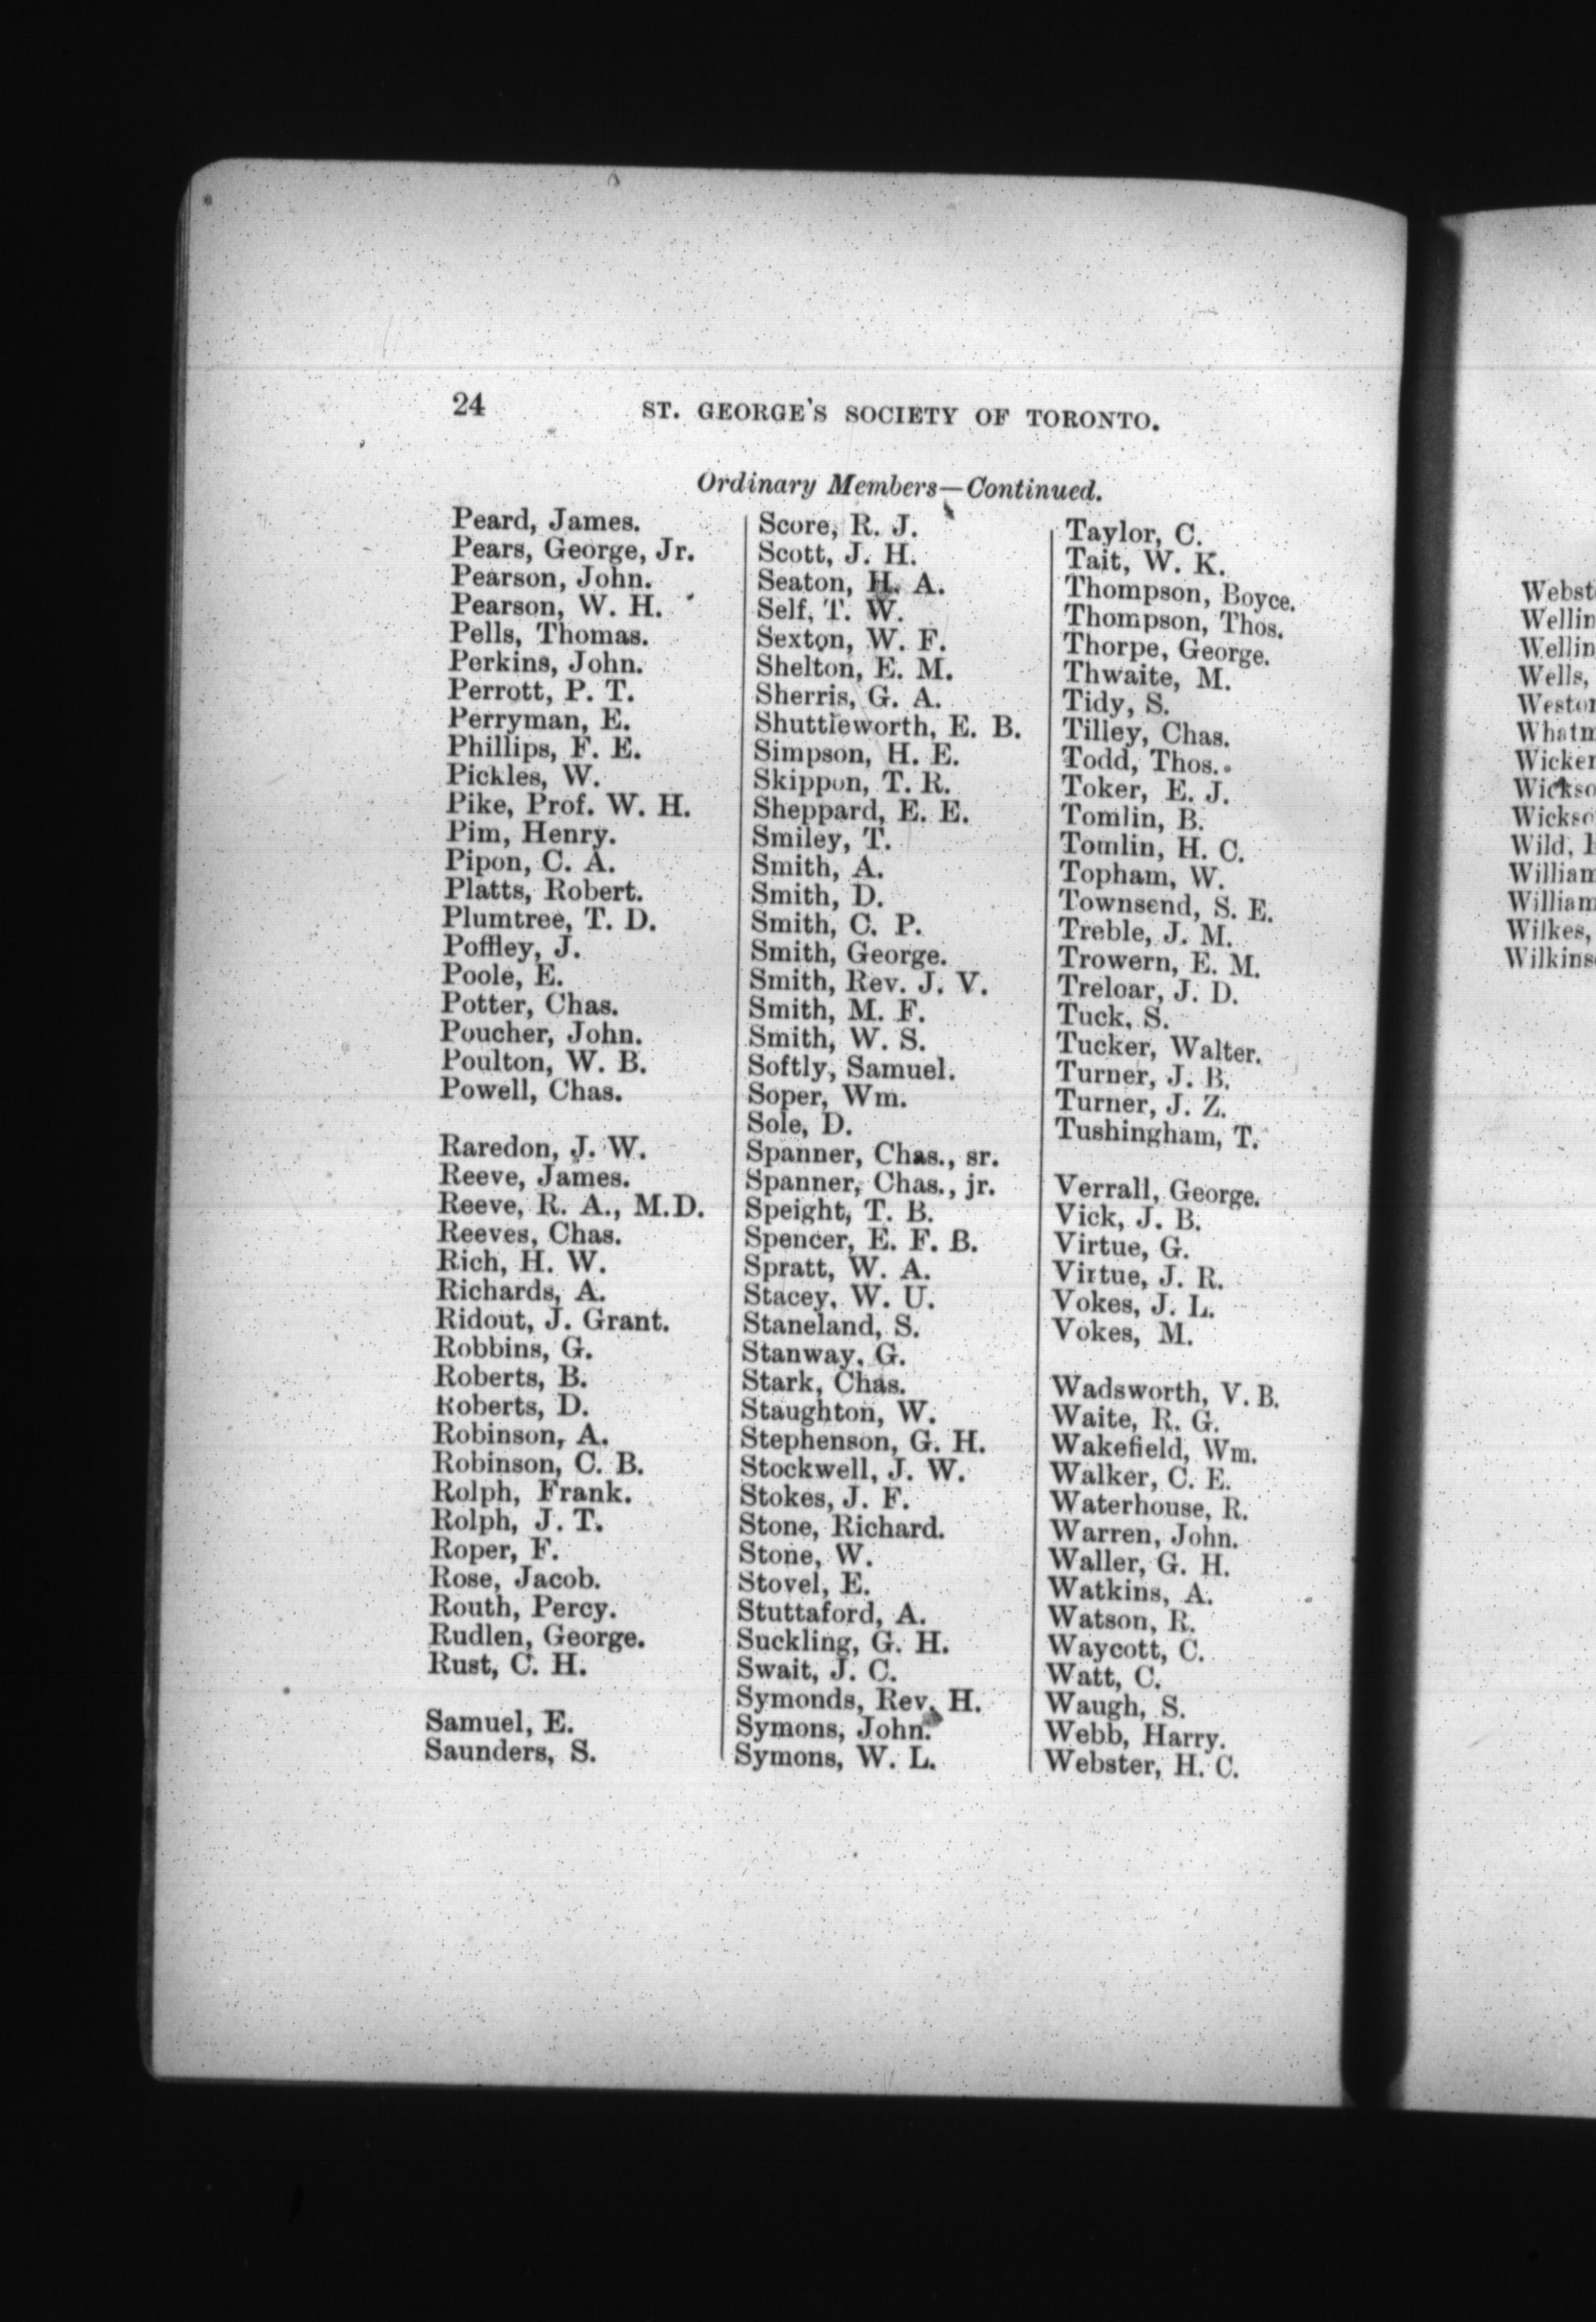 24
ST. GEORGE'S SOCIETY OF TORONTO.
Ordinary Members—Continued.
Peard, James.
Pears, George, Jr.
Pearson, John.
Pearson, W. H.
Pells, Thomas.
Perkins, John.
Perrott, P. T.
Perryman, E.
Phillips, F. E.
Pickles, W.
Pike, Prof. W. H.
Pim, Henry.
Pipon, C. A.
Platts, Robert.
Plumtree, T. D.
Poffley, J.
Poole, E.
Potter, Chas.
Poucher, John.
Poulton, W. B.
Powell, Chas.
Raredon, J. W.
Reeve, James.
Reeve, R. A., M.D.
Reeves, Chas.
Rich, H. W.
Richards, A.
Ridout, J. Grant.
Robbins, G.
Roberts, B.
Roberts, D.
Robinson, A.
Robinson, C. B.
Rolph, Frank.
Rolph, J. T.
Roper, F.
Rose, Jacob.
Routh, Percy.
Rudlen, George.
Rust, C. H.
Samuel, E.
Saunders, S.
Score, R. J.
Scott, J. H.
Seaton, H. A.
Self, T. W.
Sexton, W. F.
Shelton, E. M.
Sherris, G. A.
Shuttleworth, E. B.
Simpson, H. E.
Skippon, T. R.
Sheppard, E. E.
Smiley, T.
Smith, A.
Smith, D.
Smith, C. P.
Smith, George.
Smith, Rev. J. V.
Smith, M. F.
Smith, W. S.
Softly, Samuel.
Soper, Wm.
Sole, D.
Spanner, Chas., sr.
Spanner, Chas., jr.
Speight, T. B.
Spencer, E. F. B.
Spratt, W. A.
Stacey, W. U.
Staneland, S.
Stanway, G.
Stark, Chas.
Staughton, W.
Stephenson, G. H.
Stockwell, J. W.
Stokes, J. F.
Stone, Richard.
Stone, W.
Stovel, E.
Stuttaford, A.
Suckling, G. H.
Swait, J. C.
Symonds, Rev. H.
Symons, John.
Symons, W. L.
Taylor, C.
Tait, W. K.
Thompson, Boyce.
Thompson, Thos.
Thorpe, George.
Thwaite, M.
Tidy, S.
Tilley, Chas.
Todd, Thos.
Toker, E. J.
Tomlin, B.
Tomlin, H. C.
Topham, W.
Townsend, S. E.
Treble, J. M.
Trowern, E. M.
Treloar, J. D.
Tuck, S.
Tucker, Walter.
Turner, J. B.
Turner, J. Z.
Tushingham, T.
Verrall, George.
Vick, J. B.
Virtue, G.
Virtue, J. R.
Vokes, J. L.
Vokes, M.
Wadsworth, V. B.
Waite, R. G.
Wakefield, Wm.
Walker, C. E.
Waterhouse, R.
Warren, John.
Waller, G. H.
Watkins, A.
Watson, R.
Waycott, C.
Watt, C.
Waugh, S.
Webb, Harry.
Webster, H. C.
Wells,
Wild,
Wilkes,